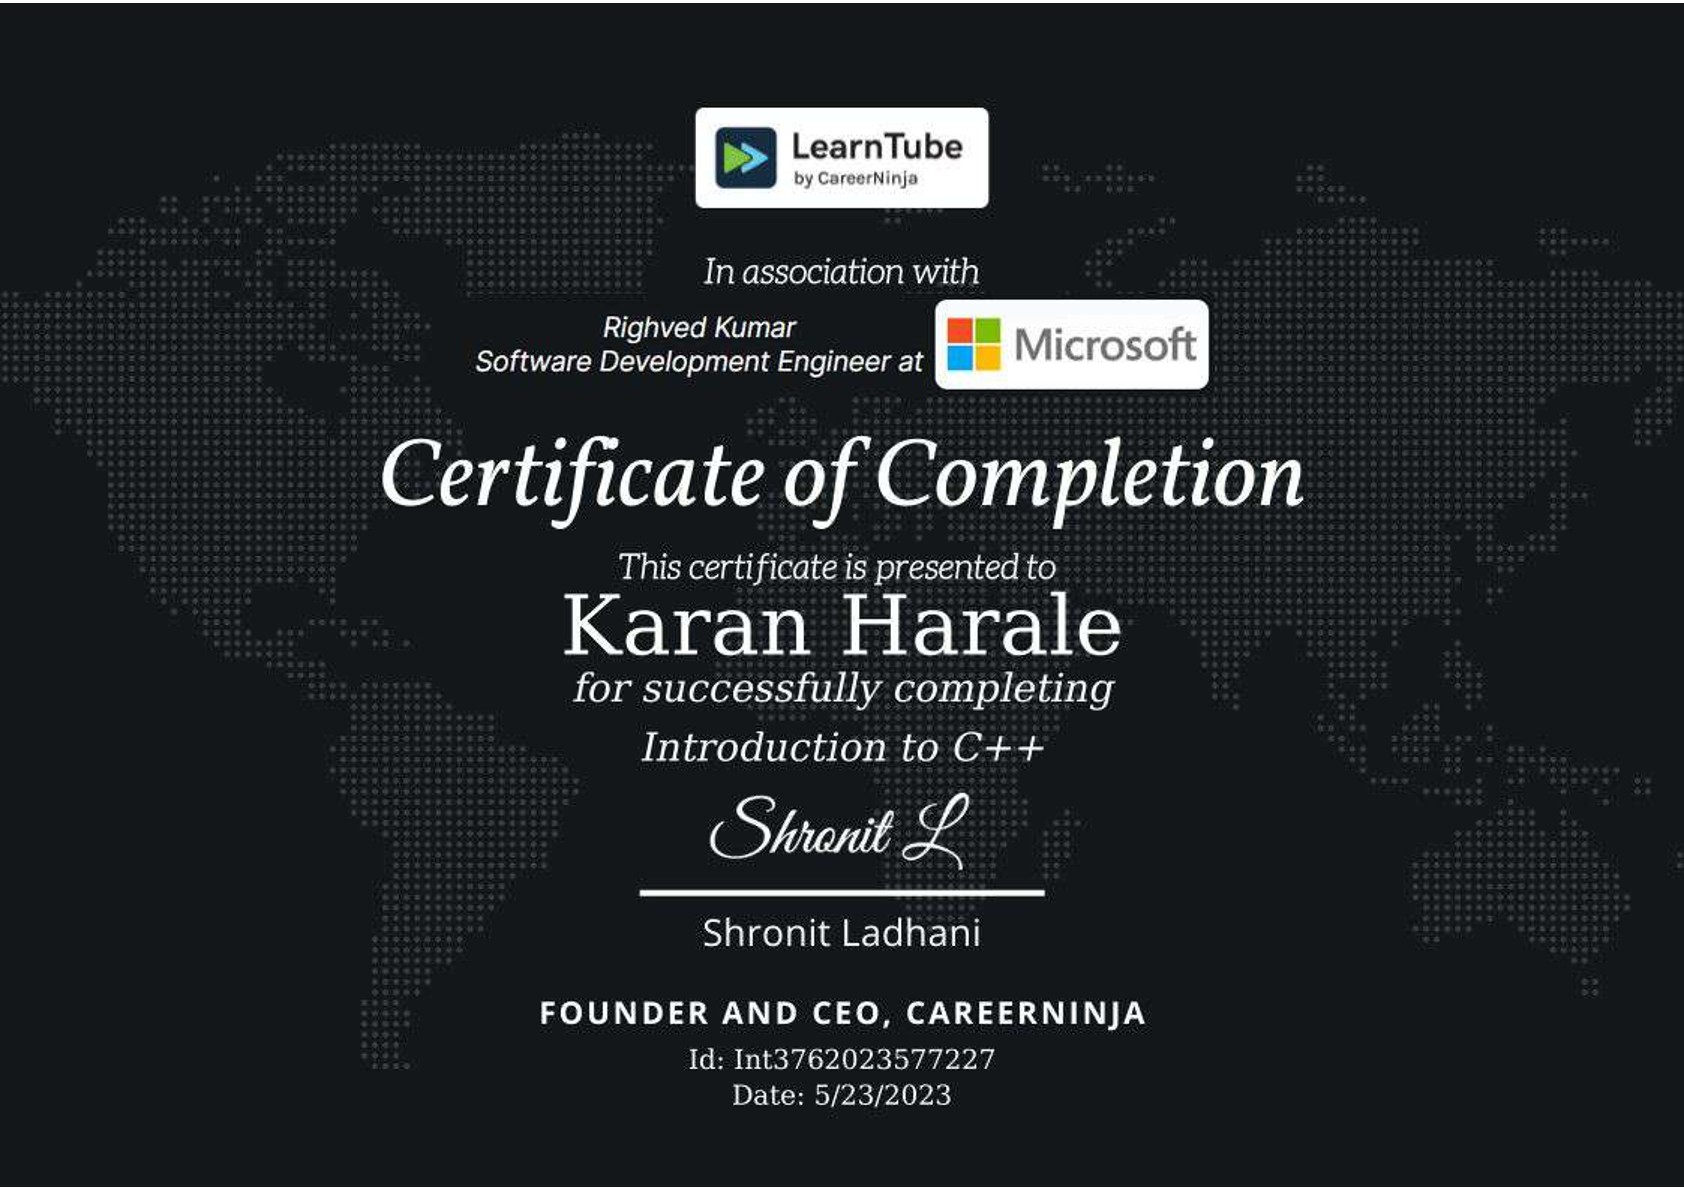 LearnTube
by CareerNinja
In association with
Righved Kumar
Software Development Engineer at
Microsoft
Certificate of Completion
This certificate is presented to
Karan Harale
for successfully completing
Introduction to C++
Shronit L
Shronit Ladhani
FOUNDER AND CEO, CAREERNINJA
Id: Int3762023577227
Date: 5/23/2023